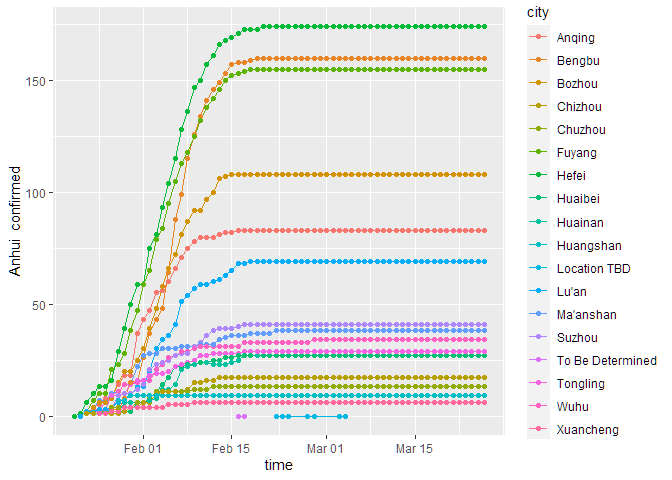 city
Anqing
Bengbu
Bozhou
Chizhou
Chuzhou
Fuyang
Hefei
Huaibei
Huainan
Huangshan
Location TBD
Lu'an
Ma'anshan
Suzhou
To Be Determined
Tongling
Wuhu
Xuancheng
Anhui confirmed
150
100
50
0
Feb 01 Feb 15 Mar 01 Mar 15
time